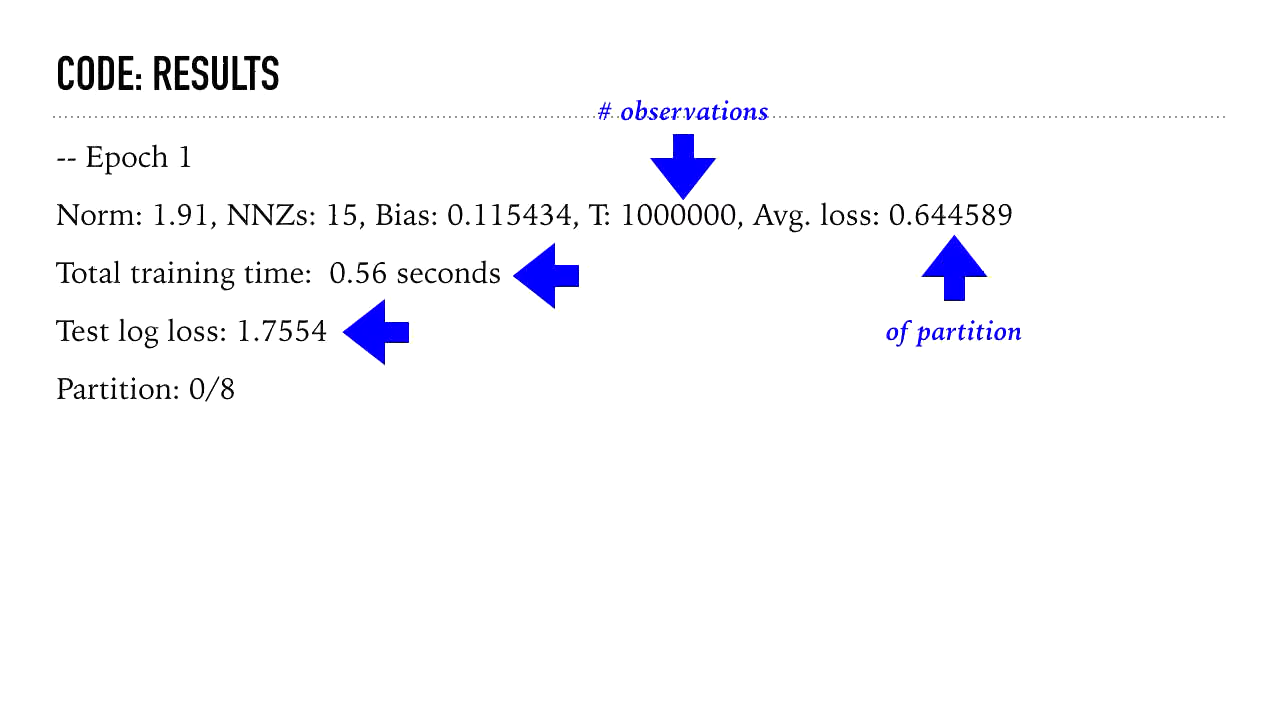 CODE: RESULTS
# observations
-- Epoch 1
Norm: 1.91, NNZs: 15, Bias: 0.115434, T: 1000000, Avg. loss: 0.644589
Total training time:  0.56 seconds
Test log loss: 1.7554
of partition
Partition: 0/8